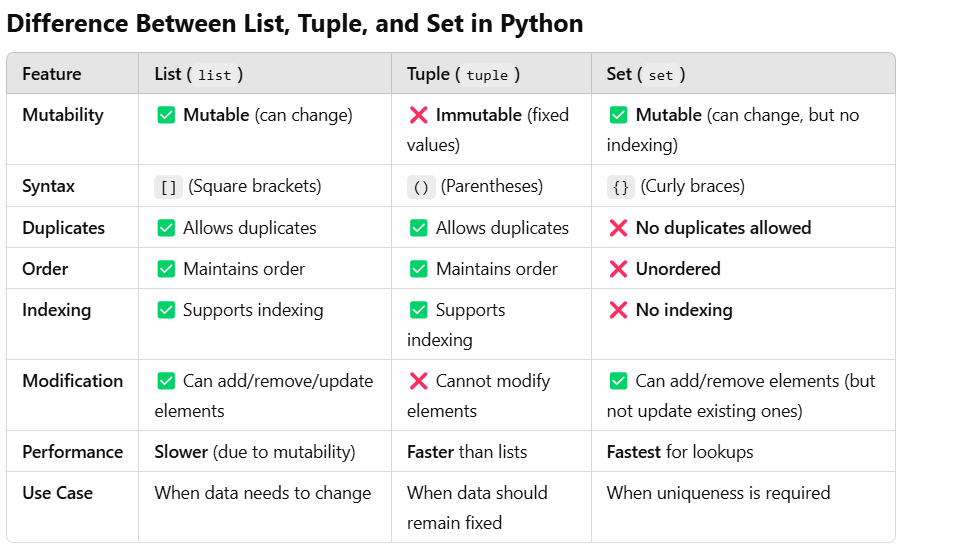 Difference Between List, Tuple, and Set in Python
Feature List ( list ) Tuple ( tuple ) Set ( set )
Mutability ✅ Mutable (can change) ❌ Immutable (fixed values) ✅ Mutable (can change, but no indexing)
Syntax [] (Square brackets) () (Parentheses) {} (Curly braces)
Duplicates ✅ Allows duplicates ✅ Allows duplicates ❌ No duplicates allowed
Order ✅ Maintains order ✅ Maintains order ❌ Unordered
Indexing ✅ Supports indexing ✅ Supports indexing ❌ No indexing
Modification ✅ Can add/remove/update elements ❌ Cannot modify elements ✅ Can add/remove elements (but not update existing ones)
Performance Slower (due to mutability) Faster than lists Fastest for lookups
Use Case When data needs to change When data should remain fixed When uniqueness is required